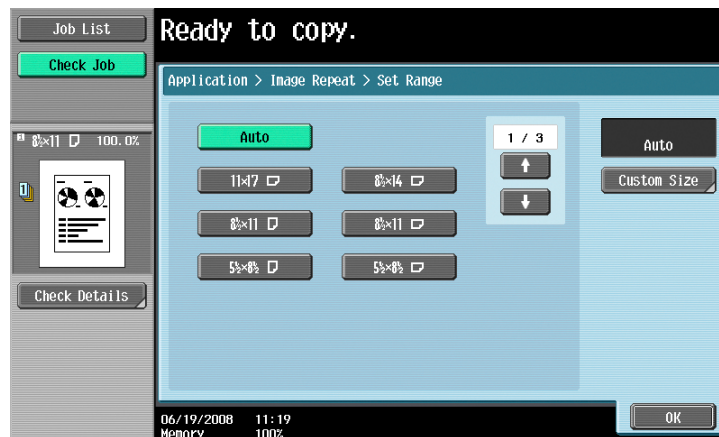 Job List
Ready to copy.
Check Job
Application > Image Repeat > Set Range
8½×11 100.0%
Auto
1 / 3
Auto
11×17
8½×14
Custom Size
1
8½×11
8½×11
5½×8½
5½×8½
Check Details
06/19/2008 11:19
Memory 100%
OK